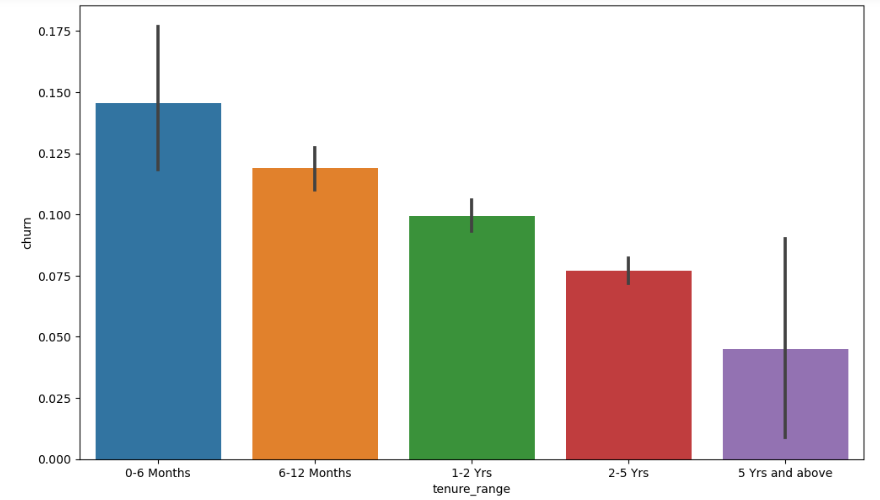 0.175
0.150
0.125
0.100
0.075
0.050
0.025
0.000
churn
0-6 Months
6-12 Months
1-2 Yrs
2-5 Yrs
5 Yrs and above
tenure_range